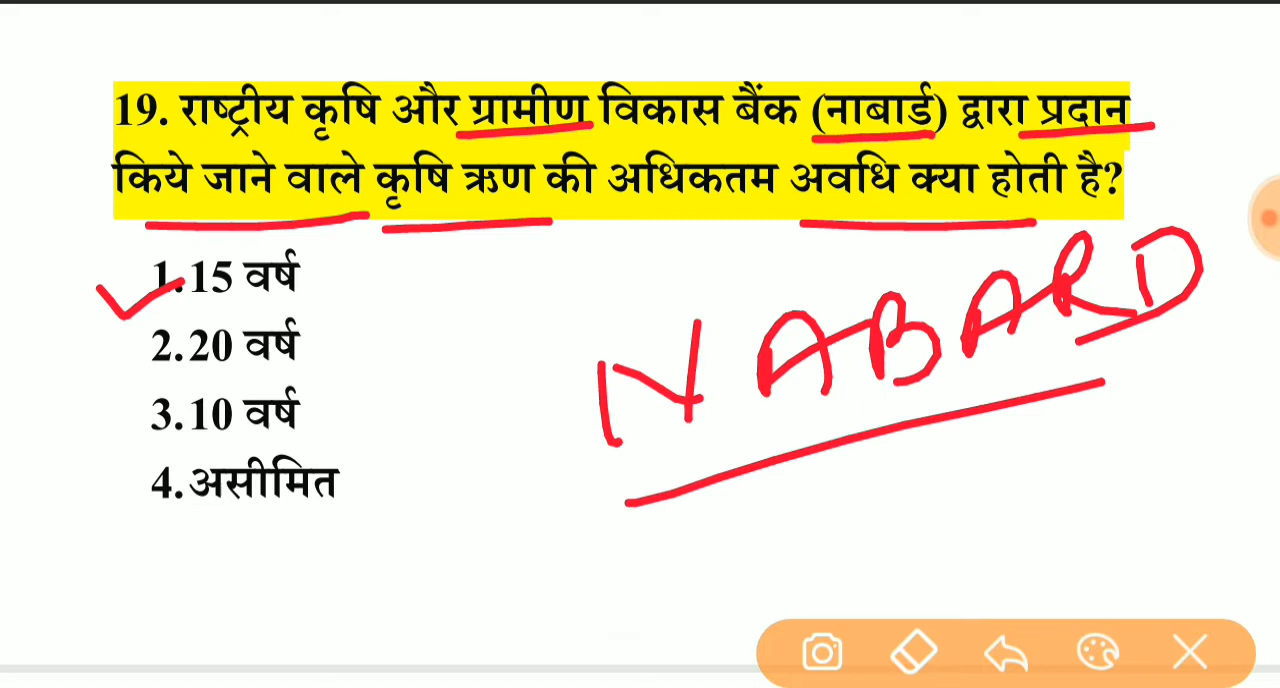 19. राष्ट्रीय कृषि और ग्रामीण विकास बैंक (नाबार्ड) द्वारा प्रदान
किये जाने वाले कृषि ऋण की अधिकतम अवधि क्या होती है?
1. 15 वर्ष
2. 20 वर्ष
3. 10 वर्ष
4. असीमित
NABARD